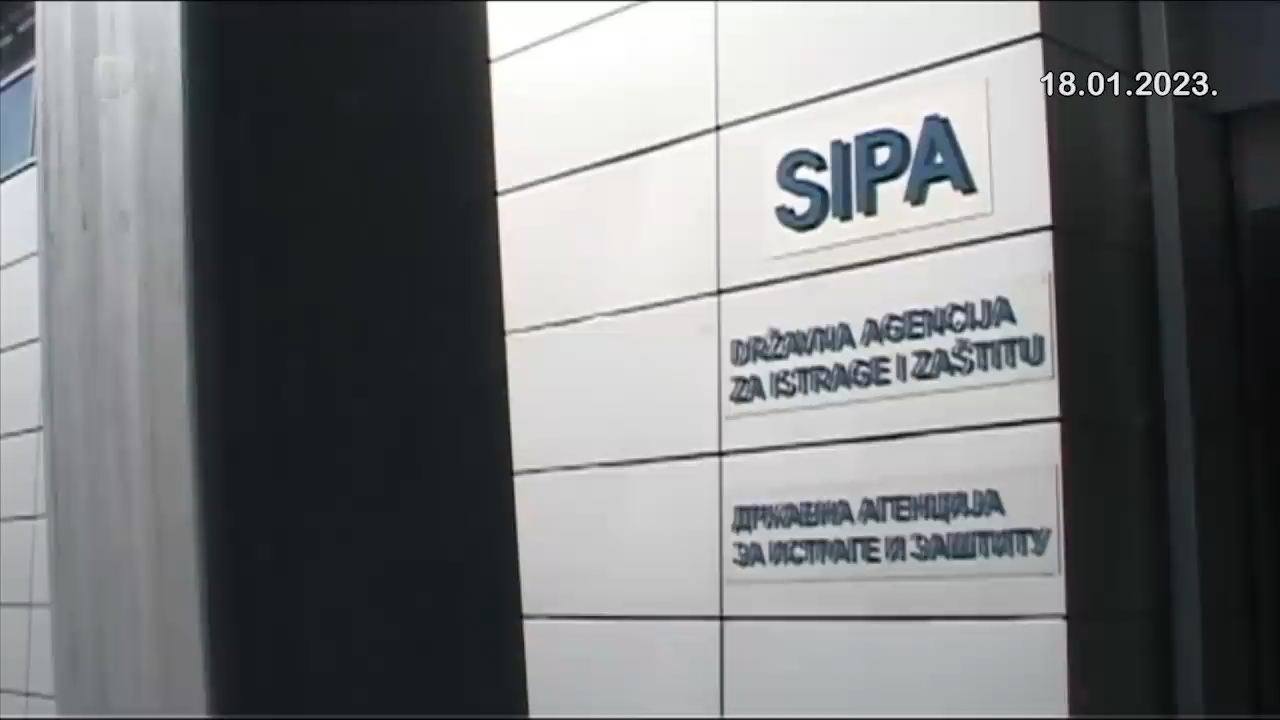 18.01.2023.
SIPA
DRŽAVNA AGENCIJA
ZA ISTRAGE I ZAŠTITU
ДРЖАВНА АГЕНЦИЈА
ЗА ИСТРАГЕ И ЗАШТИТУ